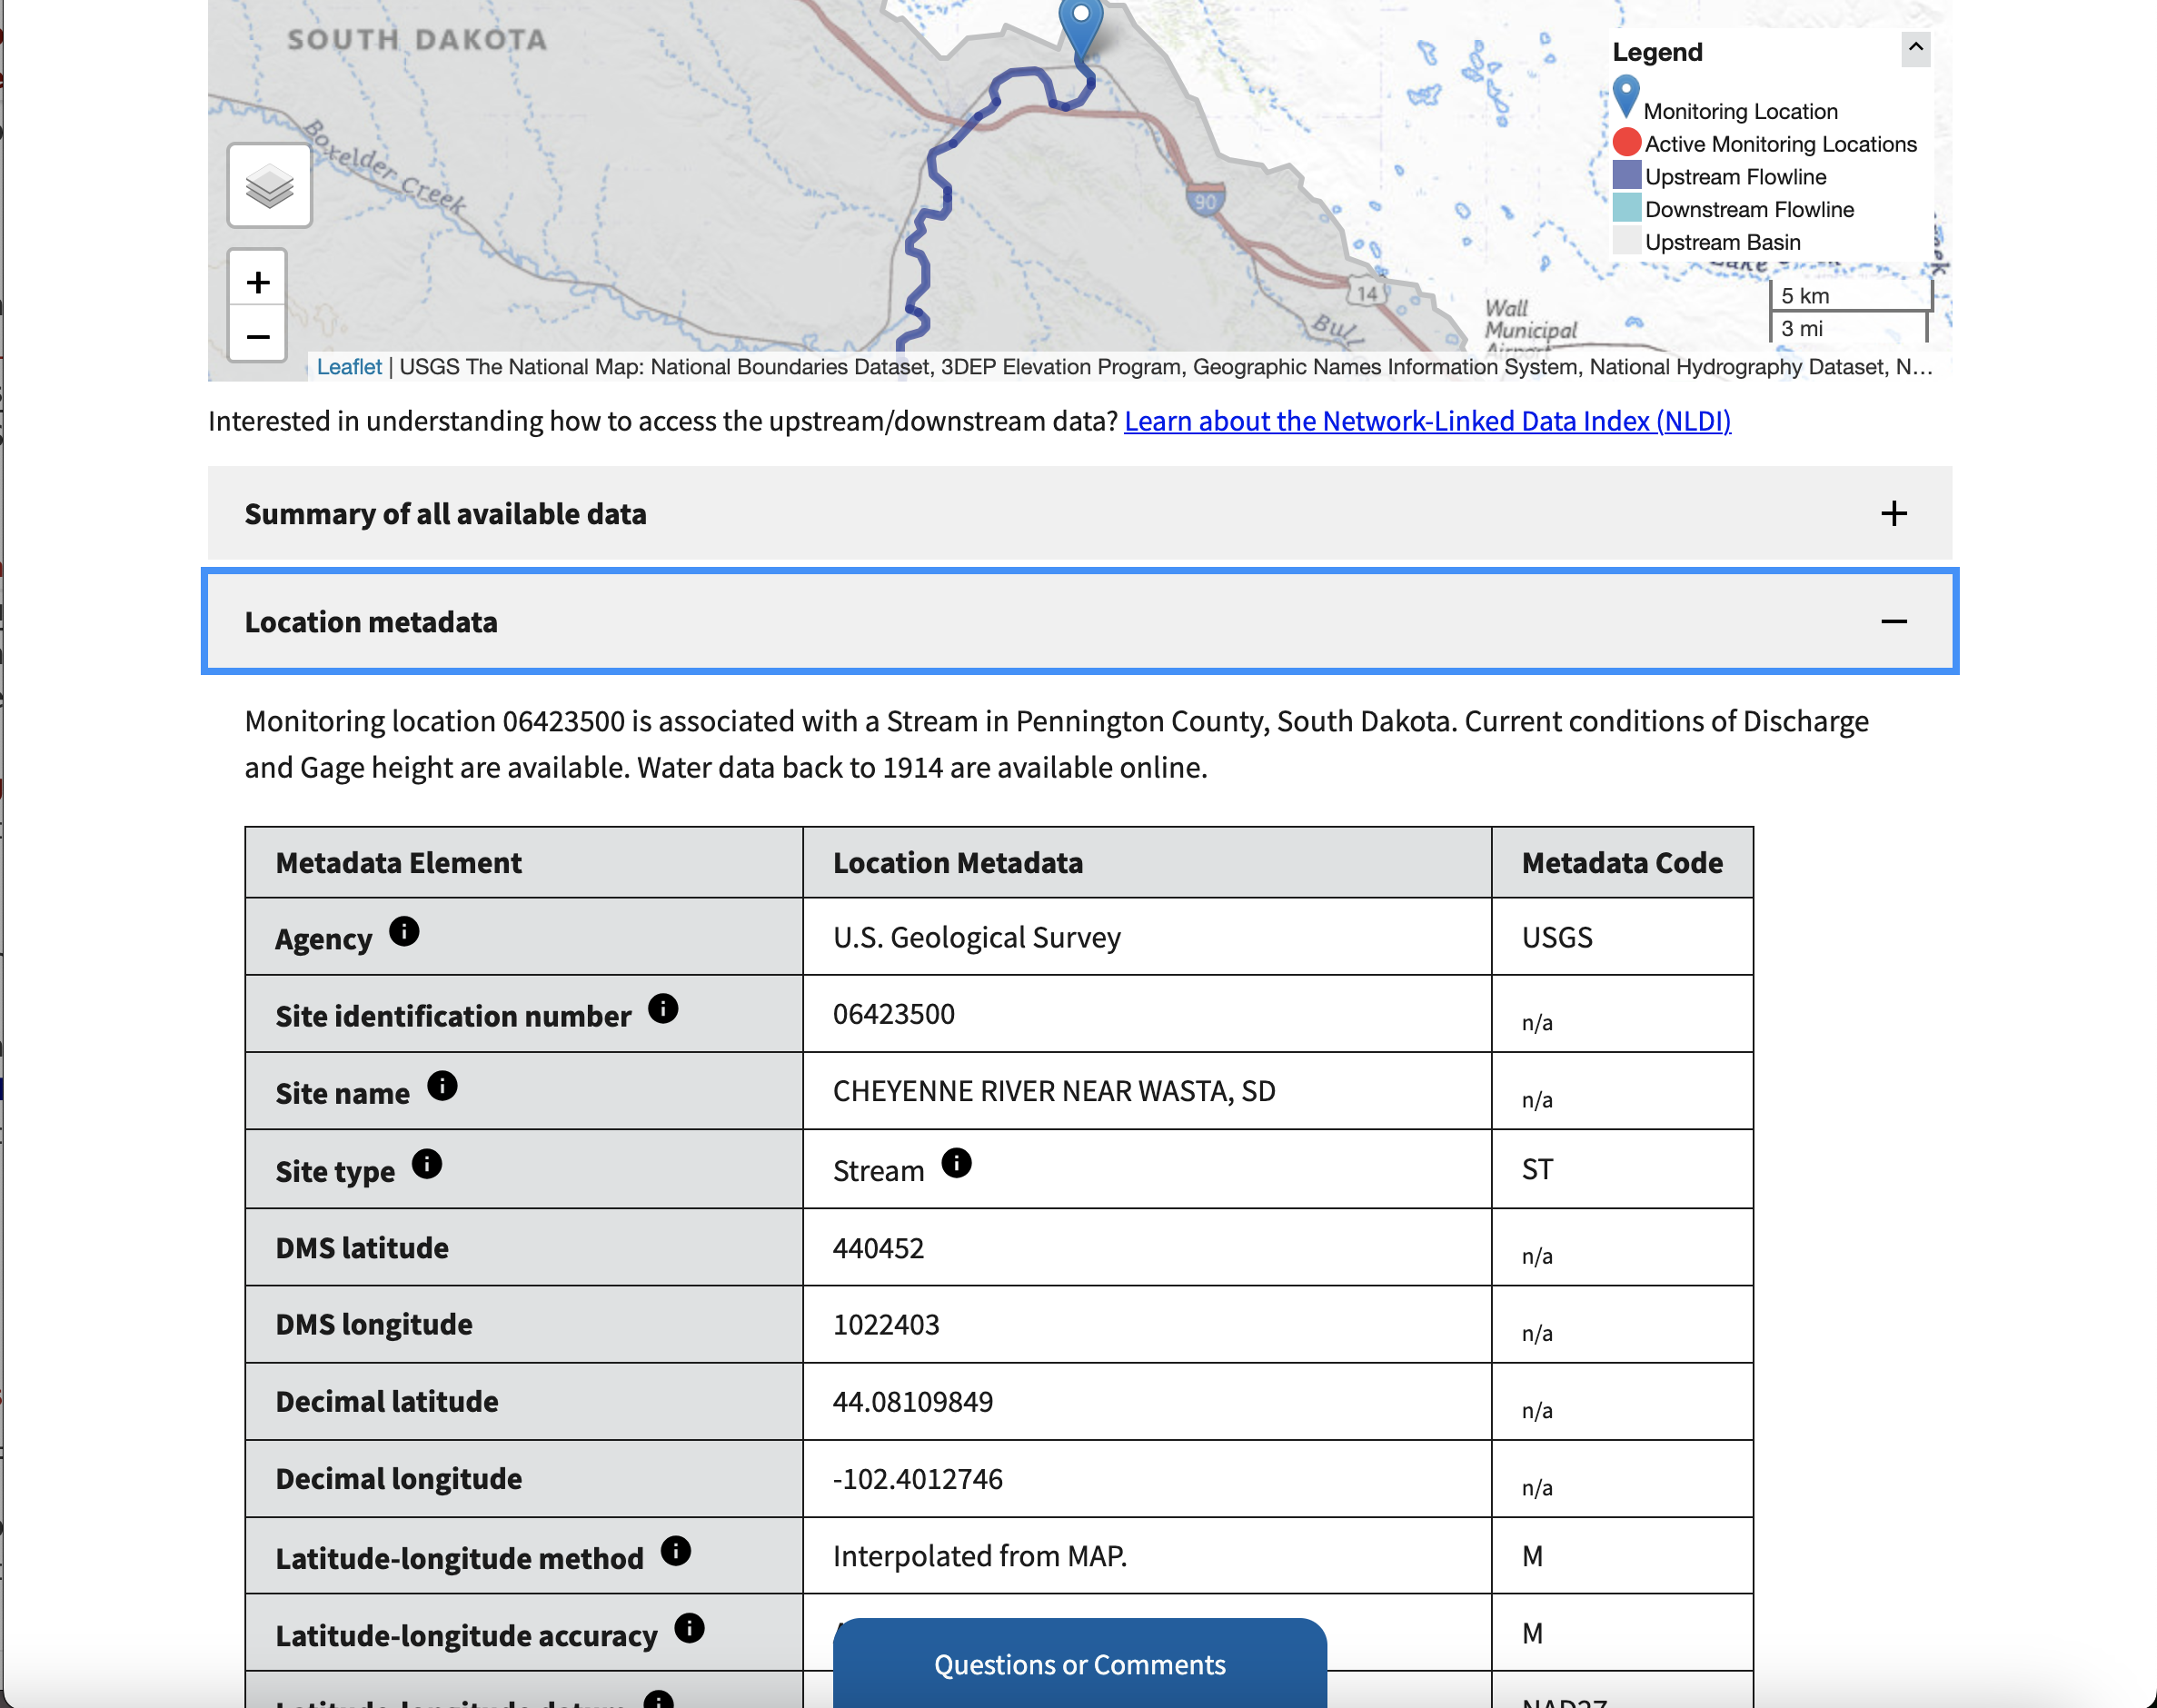 SOUTH DAKOTA
Boxelder Creek
90
14
Wall
Municipal
Airport
Legend
Monitoring Location
Active Monitoring Locations
Upstream Flowline
Downstream Flowline
Upstream Basin
5 km
3 mi
+
−
Leaflet | USGS The National Map: National Boundaries Dataset, 3DEP Elevation Program, Geographic Names Information System, National Hydrography Dataset, N...
Interested in understanding how to access the upstream/downstream data? Learn about the Network-Linked Data Index (NLDI)
Summary of all available data
Location metadata
Monitoring location 06423500 is associated with a Stream in Pennington County, South Dakota. Current conditions of Discharge
and Gage height are available. Water data back to 1914 are available online.
Metadata Element Location Metadata Metadata Code
Agency U.S. Geological Survey USGS
Site identification number 06423500 n/a
Site name CHEYENNE RIVER NEAR WASTA, SD n/a
Site type Stream ST
DMS latitude 440452 n/a
DMS longitude 1022403 n/a
Decimal latitude 44.08109849 n/a
Decimal longitude -102.4012746 n/a
Latitude-longitude method Interpolated from MAP. M
Latitude-longitude accuracy M
Questions or Comments
Latitude-longitude datum NAD27